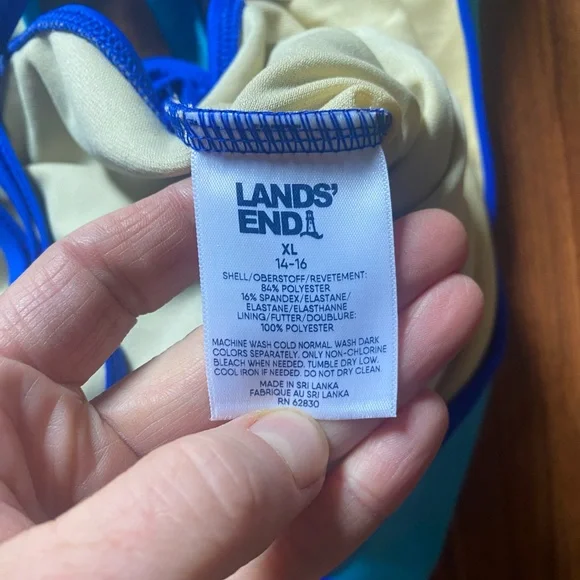 LANDS'
END
XL
14-16
SHELL/OBERSTOFF/REVETEMENT:
84% POLYESTER
16% SPANDEX/ELASTANE/
ELASTANE/ELASTHANNE
LINING/FUTTER/DOUBLURE:
100% POLYESTER
MACHINE WASH COLD NORMAL. WASH DARK
COLORS SEPARATELY. ONLY NON-CHLORINE
BLEACH WHEN NEEDED. TUMBLE DRY LOW.
COOL IRON IF NEEDED. DO NOT DRY CLEAN.
MADE IN SRI LANKA
FABRIQUE AU SRI LANKA
RN 62830